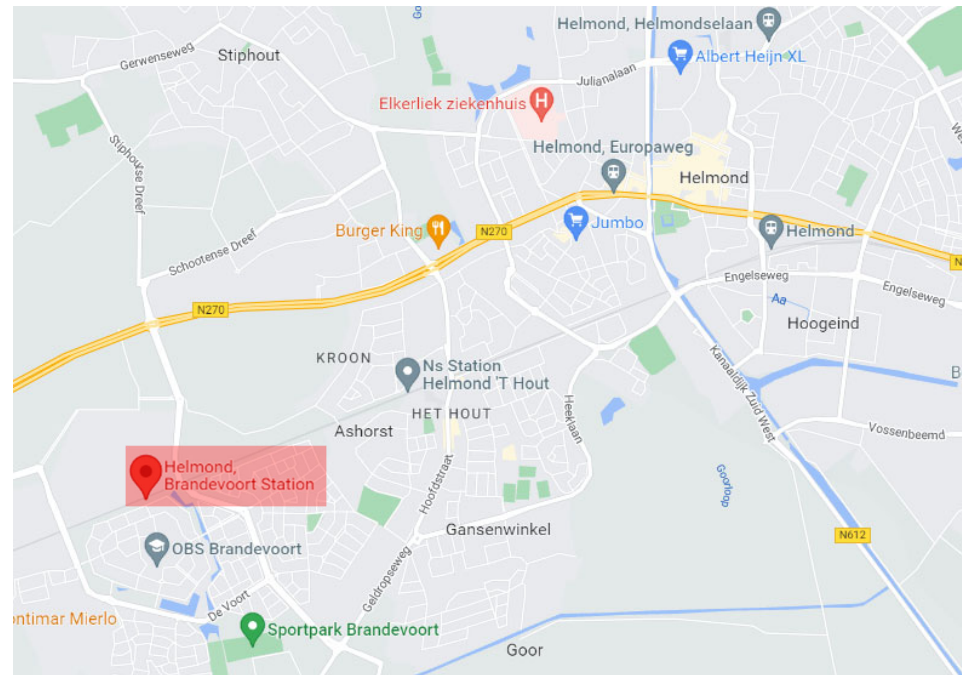 Go
Helmond, Helmondselaan
Gerwenseweg
Stiphout
Albert Heijn XL
Julianalaan
Elkerliek ziekenhuis
H
Stiphoutse Dreef
Helmond, Europaweg
Helmond
Burger King
N270
Jumbo
Helmond
Schootense Dreef
Engelseweg
Engelseweg
N270
Aa
Hoogeind
KROON
Ns Station
Helmond 'T Hout
Kanaaldijk Zuid West
B
HET HOUT
Ashorst
Heeklaan
Vossenbeemd
Helmond,
Brandevoort Station
Hoofdstraat
Gansenwinkel
N612
OBS Brandevoort
Geldropseweg
De Voort
ontimar Mierlo
Sportpark Brandevoort
Goor